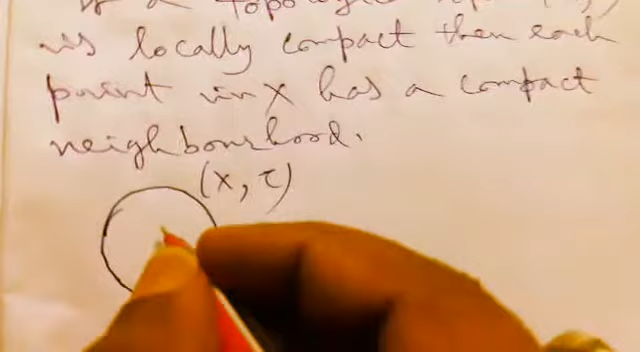 is locally compact then each
point in X has a compact
neighbourhood.
(X, τ)